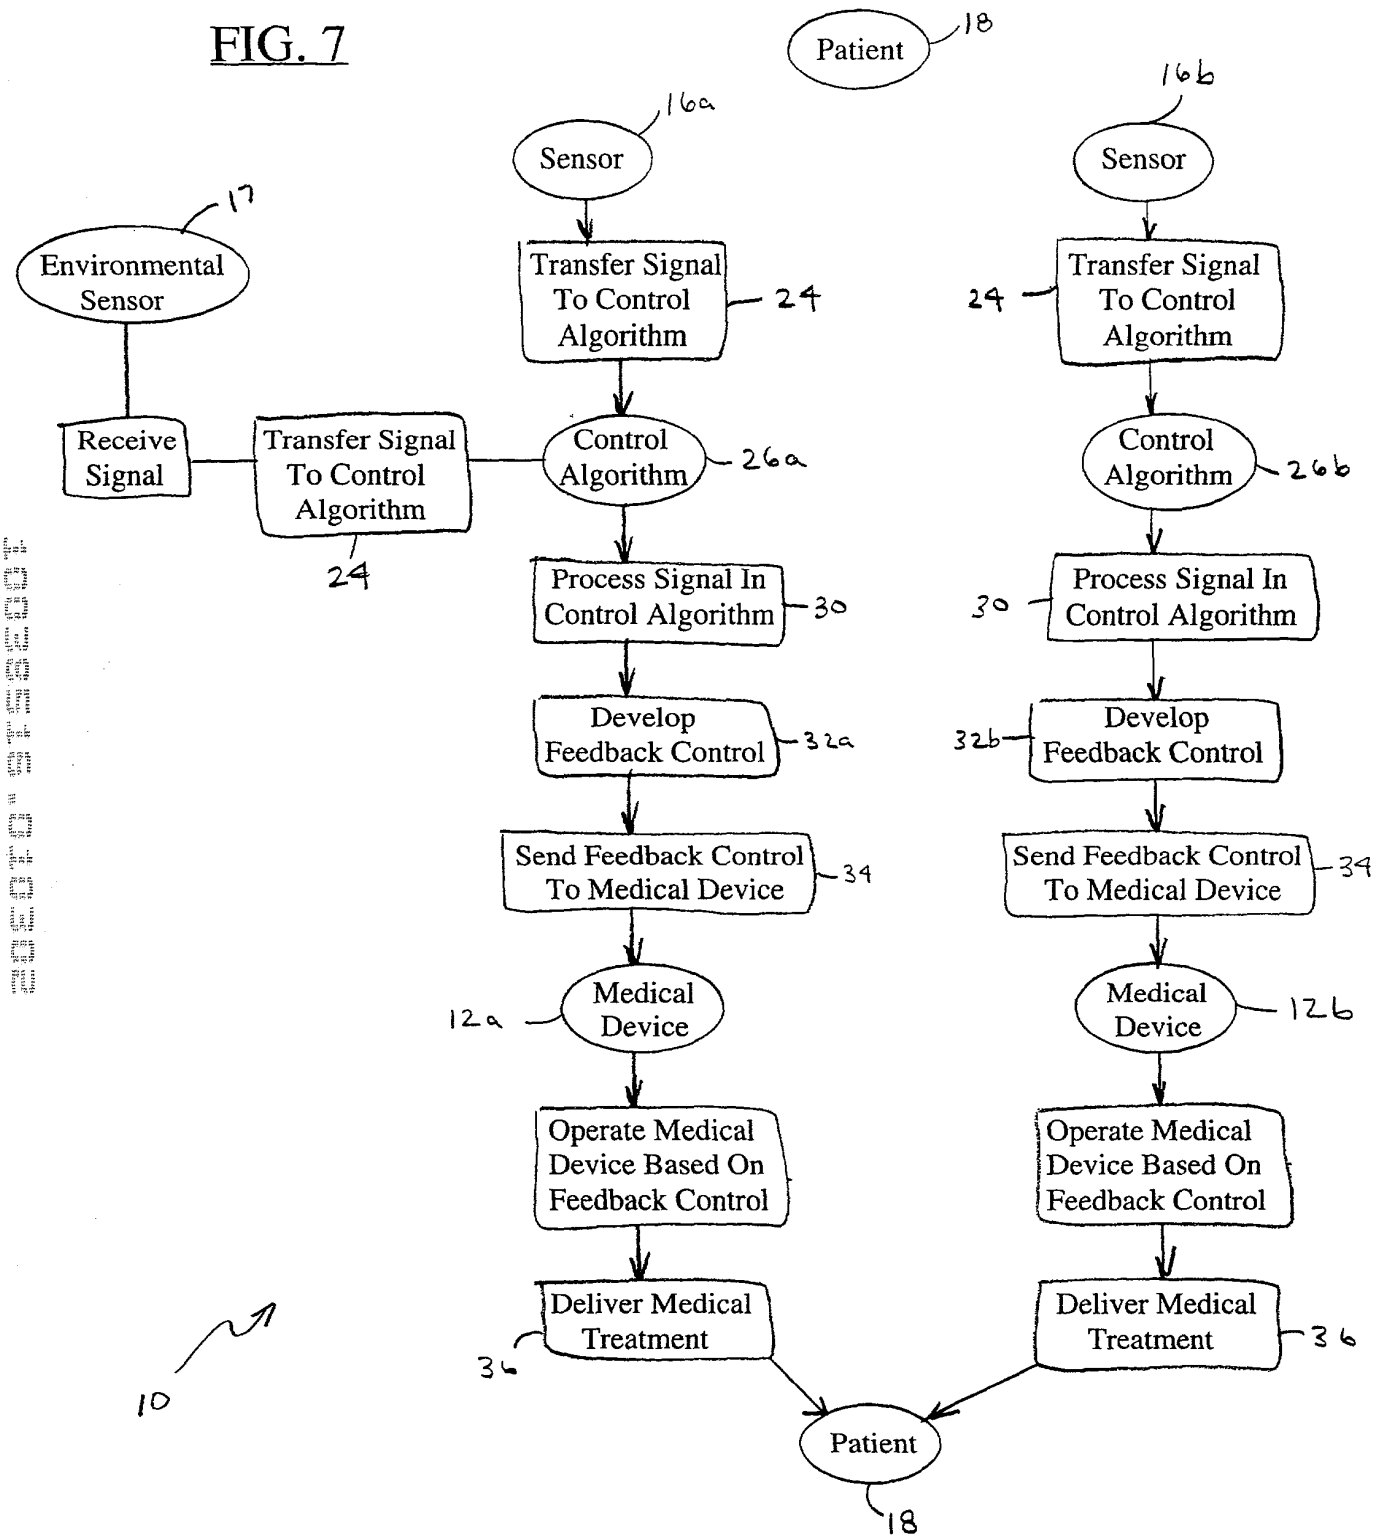 FIG. 7
Patient
18
16a
Sensor
16b
Sensor
17
Environmental
Sensor
Transfer Signal
To Control
Algorithm
24
24
Transfer Signal
To Control
Algorithm
Receive
Signal
Transfer Signal
To Control
Algorithm
24
Control
Algorithm
26a
Control
Algorithm
26b
Process Signal In
Control Algorithm
30
30
Process Signal In
Control Algorithm
Develop
Feedback Control
32a
32b
Develop
Feedback Control
Send Feedback Control
To Medical Device
34
Send Feedback Control
To Medical Device
34
12a
Medical
Device
Medical
Device
12b
Operate Medical
Device Based On
Feedback Control
Operate Medical
Device Based On
Feedback Control
Deliver Medical
Treatment
36
Deliver Medical
Treatment
36
10
Patient
18